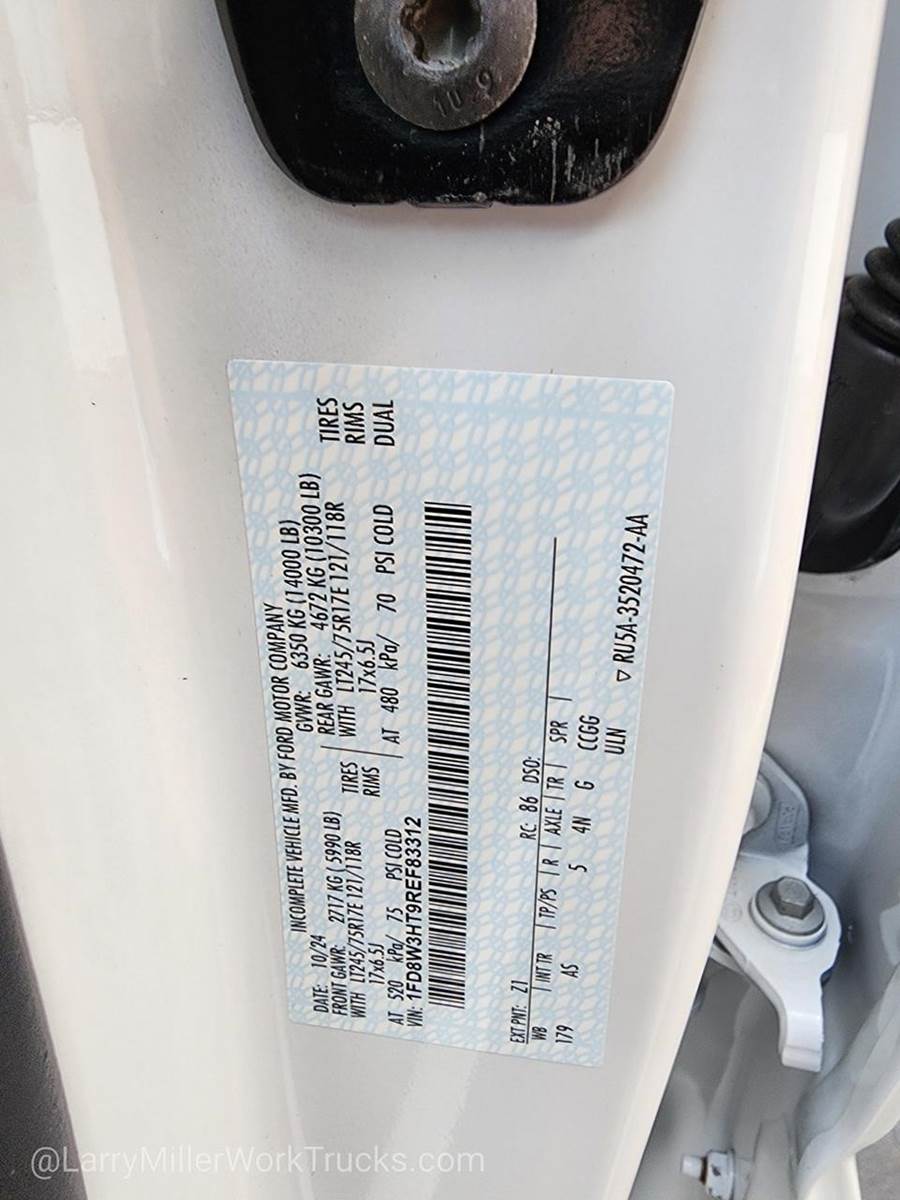 10.9
INCOMPLETE VEHICLE MFD. BY FORD MOTOR COMPANY
DATE: 10/24 GVWR: 6350 KG (14000 LB)
FRONT GAWR: 2717 KG (5990 LB) REAR GAWR: 4672 KG (10300 LB)
WITH LT245/75R17E 121/118R TIRES WITH LT245/75R17E 121/118R TIRES
17x6.5J RIMS 17x6.5J RIMS
AT 520 kPa/ 75 PSI COLD AT 480 kPa/ 70 PSI COLD DUAL
VIN: 1FD8W3HT9REF83312
EXT PNT: Z1 RC: 86 DSO:
WB INT TR TP/PS R AXLE TR SPR
179 AS 5 4N G CCGG
ULN
▽ RU5A-3520472-AA
@LarryMillerWorkTrucks.com